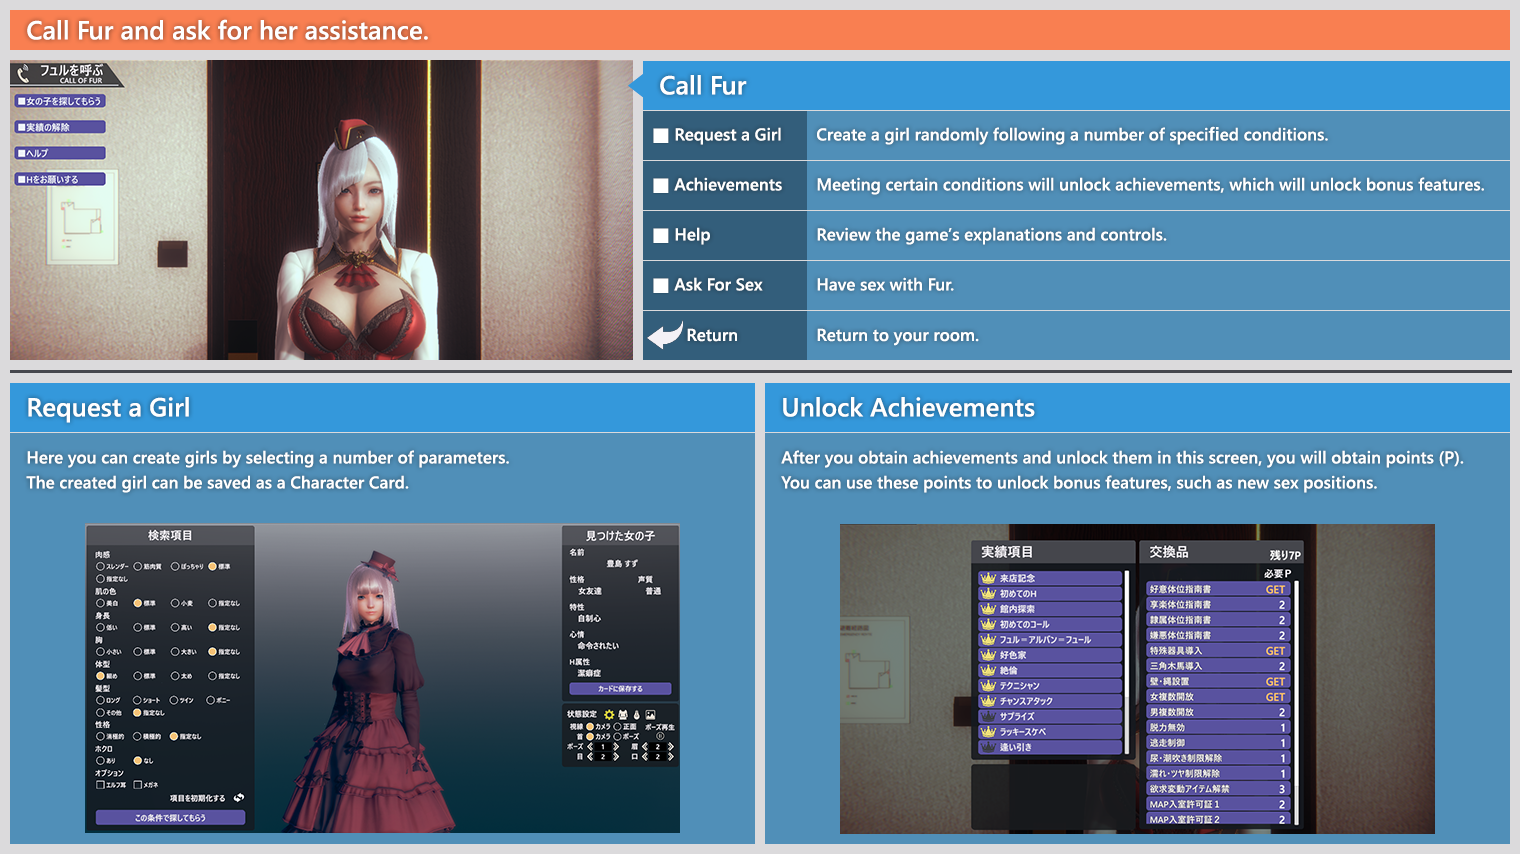 Call Fur and ask for her assistance.
フュルを呼ぶ
CALL OF FUR
■女の子を探してもらう
■実績の解除
■ヘルプ
■Hをお願いする
Call Fur
Request a Girl
Create a girl randomly following a number of specified conditions.
Achievements
Meeting certain conditions will unlock achievements, which will unlock bonus features.
Help
Review the game's explanations and controls.
Ask For Sex
Have sex with Fur.
Return
Return to your room.
Request a Girl
Here you can create girls by selecting a number of parameters.
The created girl can be saved as a Character Card.
検索項目
肉感
スレンダー 筋肉質 ぽっちゃり 標準
指定なし
肌の色
美白 標準 小麦 指定なし
身長
低い 標準 高い 指定なし
胸
小さい 標準 大きい 指定なし
体型
細め 標準 太め 指定なし
髪型
ロング ショート ツイン ポニー
その他 指定なし
性格
消極的 積極的 指定なし
ホクロ
あり なし
オプション
エルフ耳 メガネ
項目を初期化する
この条件で探してもらう
見つけた女の子
名前
豊島 すず
性格 声質
女友達 普通
特性
自制心
心情
命令されたい
H属性
潔癖症
カードに保存する
状態設定
視線 カメラ 正面 ポーズ再生
首 カメラ ポーズ
ポーズ 1 眉 2
目 2 口 2
Unlock Achievements
After you obtain achievements and unlock them in this screen, you will obtain points (P).
You can use these points to unlock bonus features, such as new sex positions.
実績項目
来店記念
初めてのH
館内探索
初めてのコール
フュル＝アルバン＝フュール
好色家
絶倫
テクニシャン
チャンスアタック
サプライズ
ラッキースケベ
逢い引き
交換品
残り7P
必要P
好意体位指南書 GET
享楽体位指南書 2
隷属体位指南書 2
嫌悪体位指南書 2
特殊器具導入 GET
三角木馬導入 2
壁・縄設置 GET
女複数開放 GET
男複数開放 2
脱力無効 1
逃走制御 1
尿・潮吹き制限解除 1
濡れ・ツヤ制限解除 1
欲求変動アイテム解禁 3
MAP入室許可証1 2
MAP入室許可証2 2